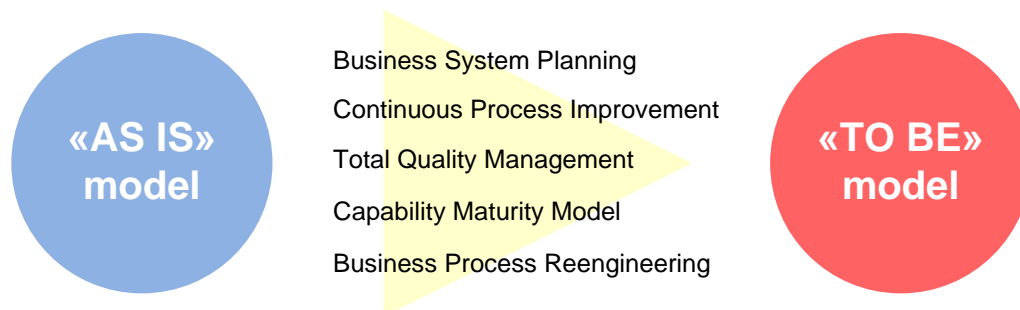 «AS IS»
model
Business System Planning
Continuous Process Improvement
Total Quality Management
Capability Maturity Model
Business Process Reengineering
«TO BE»
model